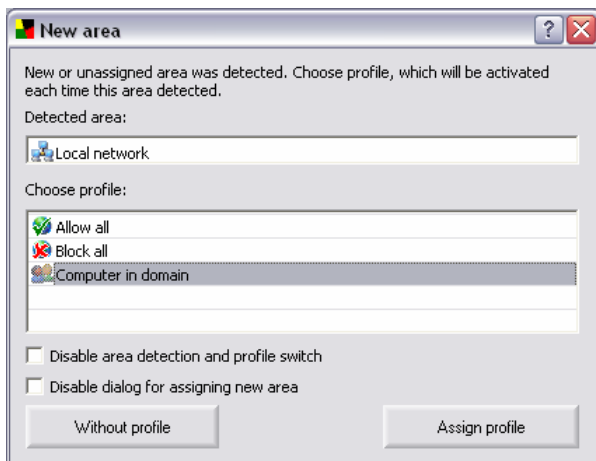 New area
New or unassigned area was detected. Choose profile, which will be activated
each time this area detected.
Detected area:
Local network
Choose profile:
Allow all
Block all
Computer in domain
Disable area detection and profile switch
Disable dialog for assigning new area
Without profile
Assign profile